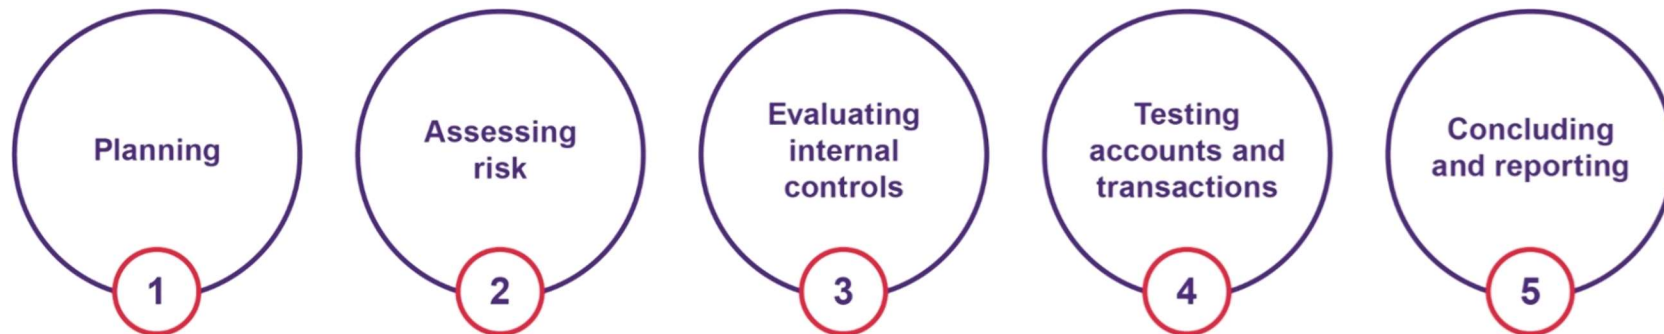 Planning
1
Assessing
risk
2
Evaluating
internal
controls
3
Testing
accounts and
transactions
4
Concluding
and reporting
5